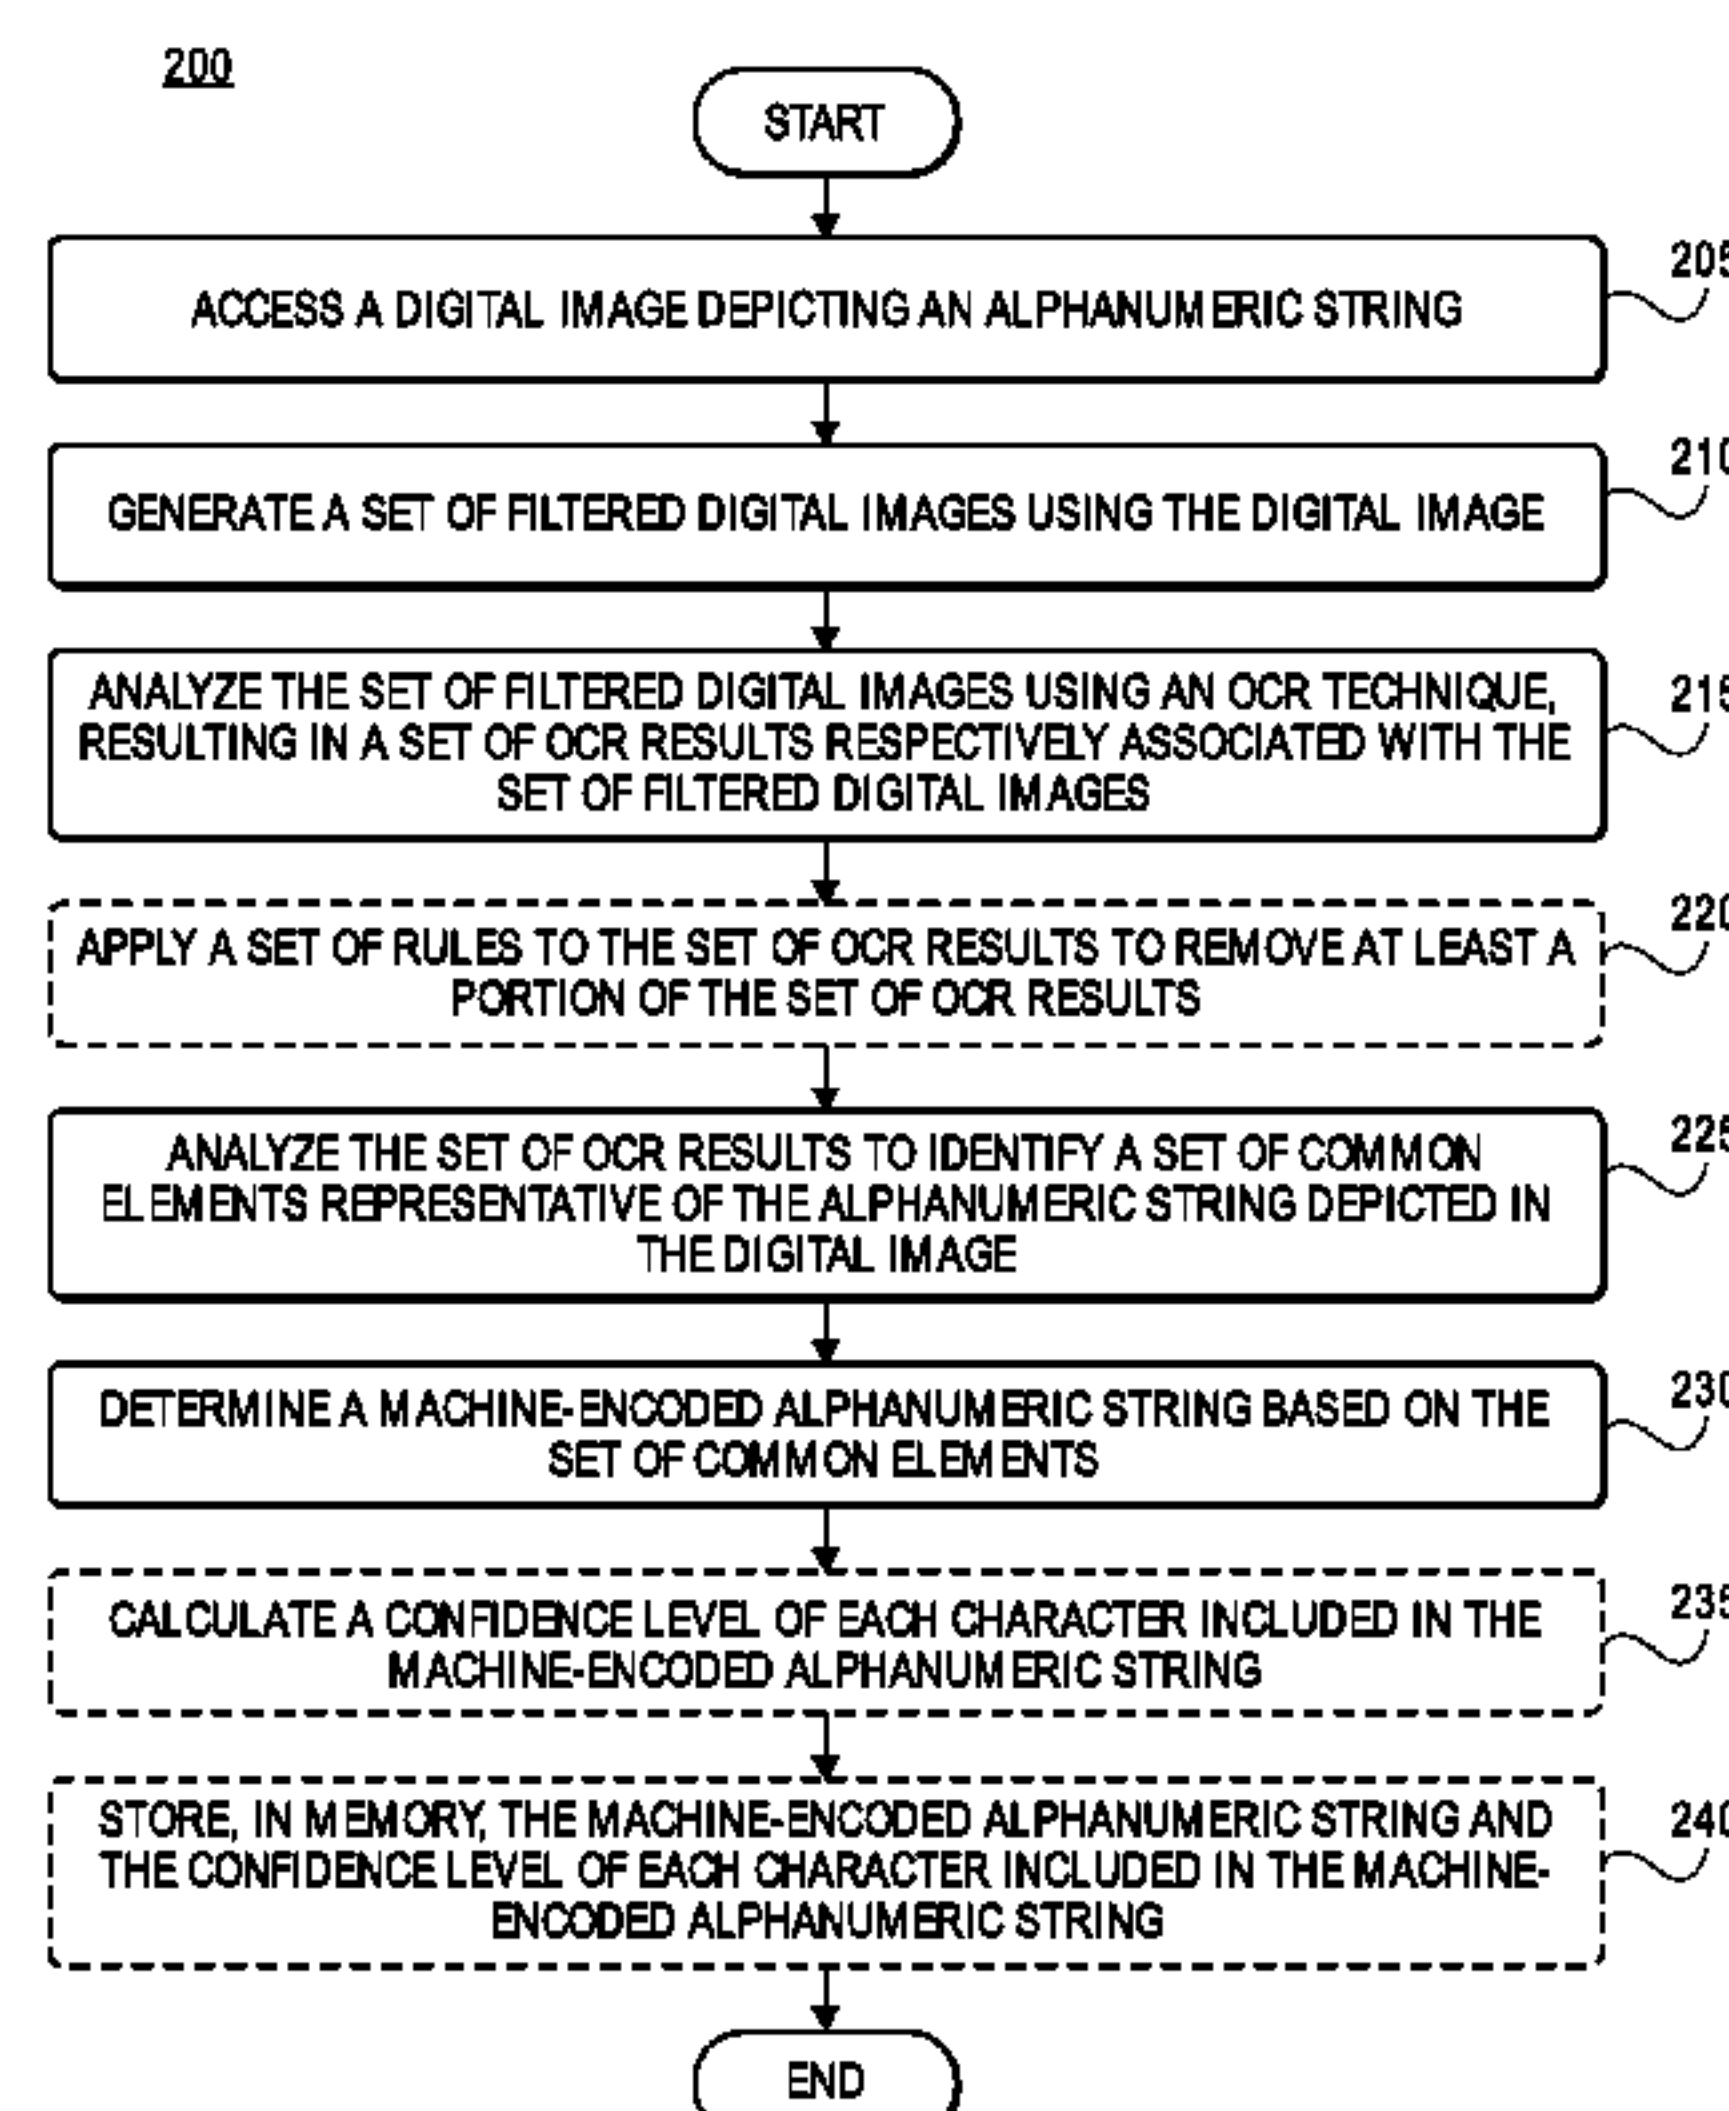 200
START
205
ACCESS A DIGITAL IMAGE DEPICTING AN ALPHANUMERIC STRING
210
GENERATE A SET OF FILTERED DIGITAL IMAGES USING THE DIGITAL IMAGE
215
ANALYZE THE SET OF FILTERED DIGITAL IMAGES USING AN OCR TECHNIQUE,
RESULTING IN A SET OF OCR RESULTS RESPECTIVELY ASSOCIATED WITH THE
SET OF FILTERED DIGITAL IMAGES
220
APPLY A SET OF RULES TO THE SET OF OCR RESULTS TO REMOVE AT LEAST A
PORTION OF THE SET OF OCR RESULTS
225
ANALYZE THE SET OF OCR RESULTS TO IDENTIFY A SET OF COMMON
ELEMENTS REPRESENTATIVE OF THE ALPHANUMERIC STRING DEPICTED IN
THE DIGITAL IMAGE
230
DETERMINE A MACHINE-ENCODED ALPHANUMERIC STRING BASED ON THE
SET OF COMMON ELEMENTS
235
CALCULATE A CONFIDENCE LEVEL OF EACH CHARACTER INCLUDED IN THE
MACHINE-ENCODED ALPHANUMERIC STRING
240
STORE, IN MEMORY, THE MACHINE-ENCODED ALPHANUMERIC STRING AND
THE CONFIDENCE LEVEL OF EACH CHARACTER INCLUDED IN THE MACHINE-
ENCODED ALPHANUMERIC STRING
END